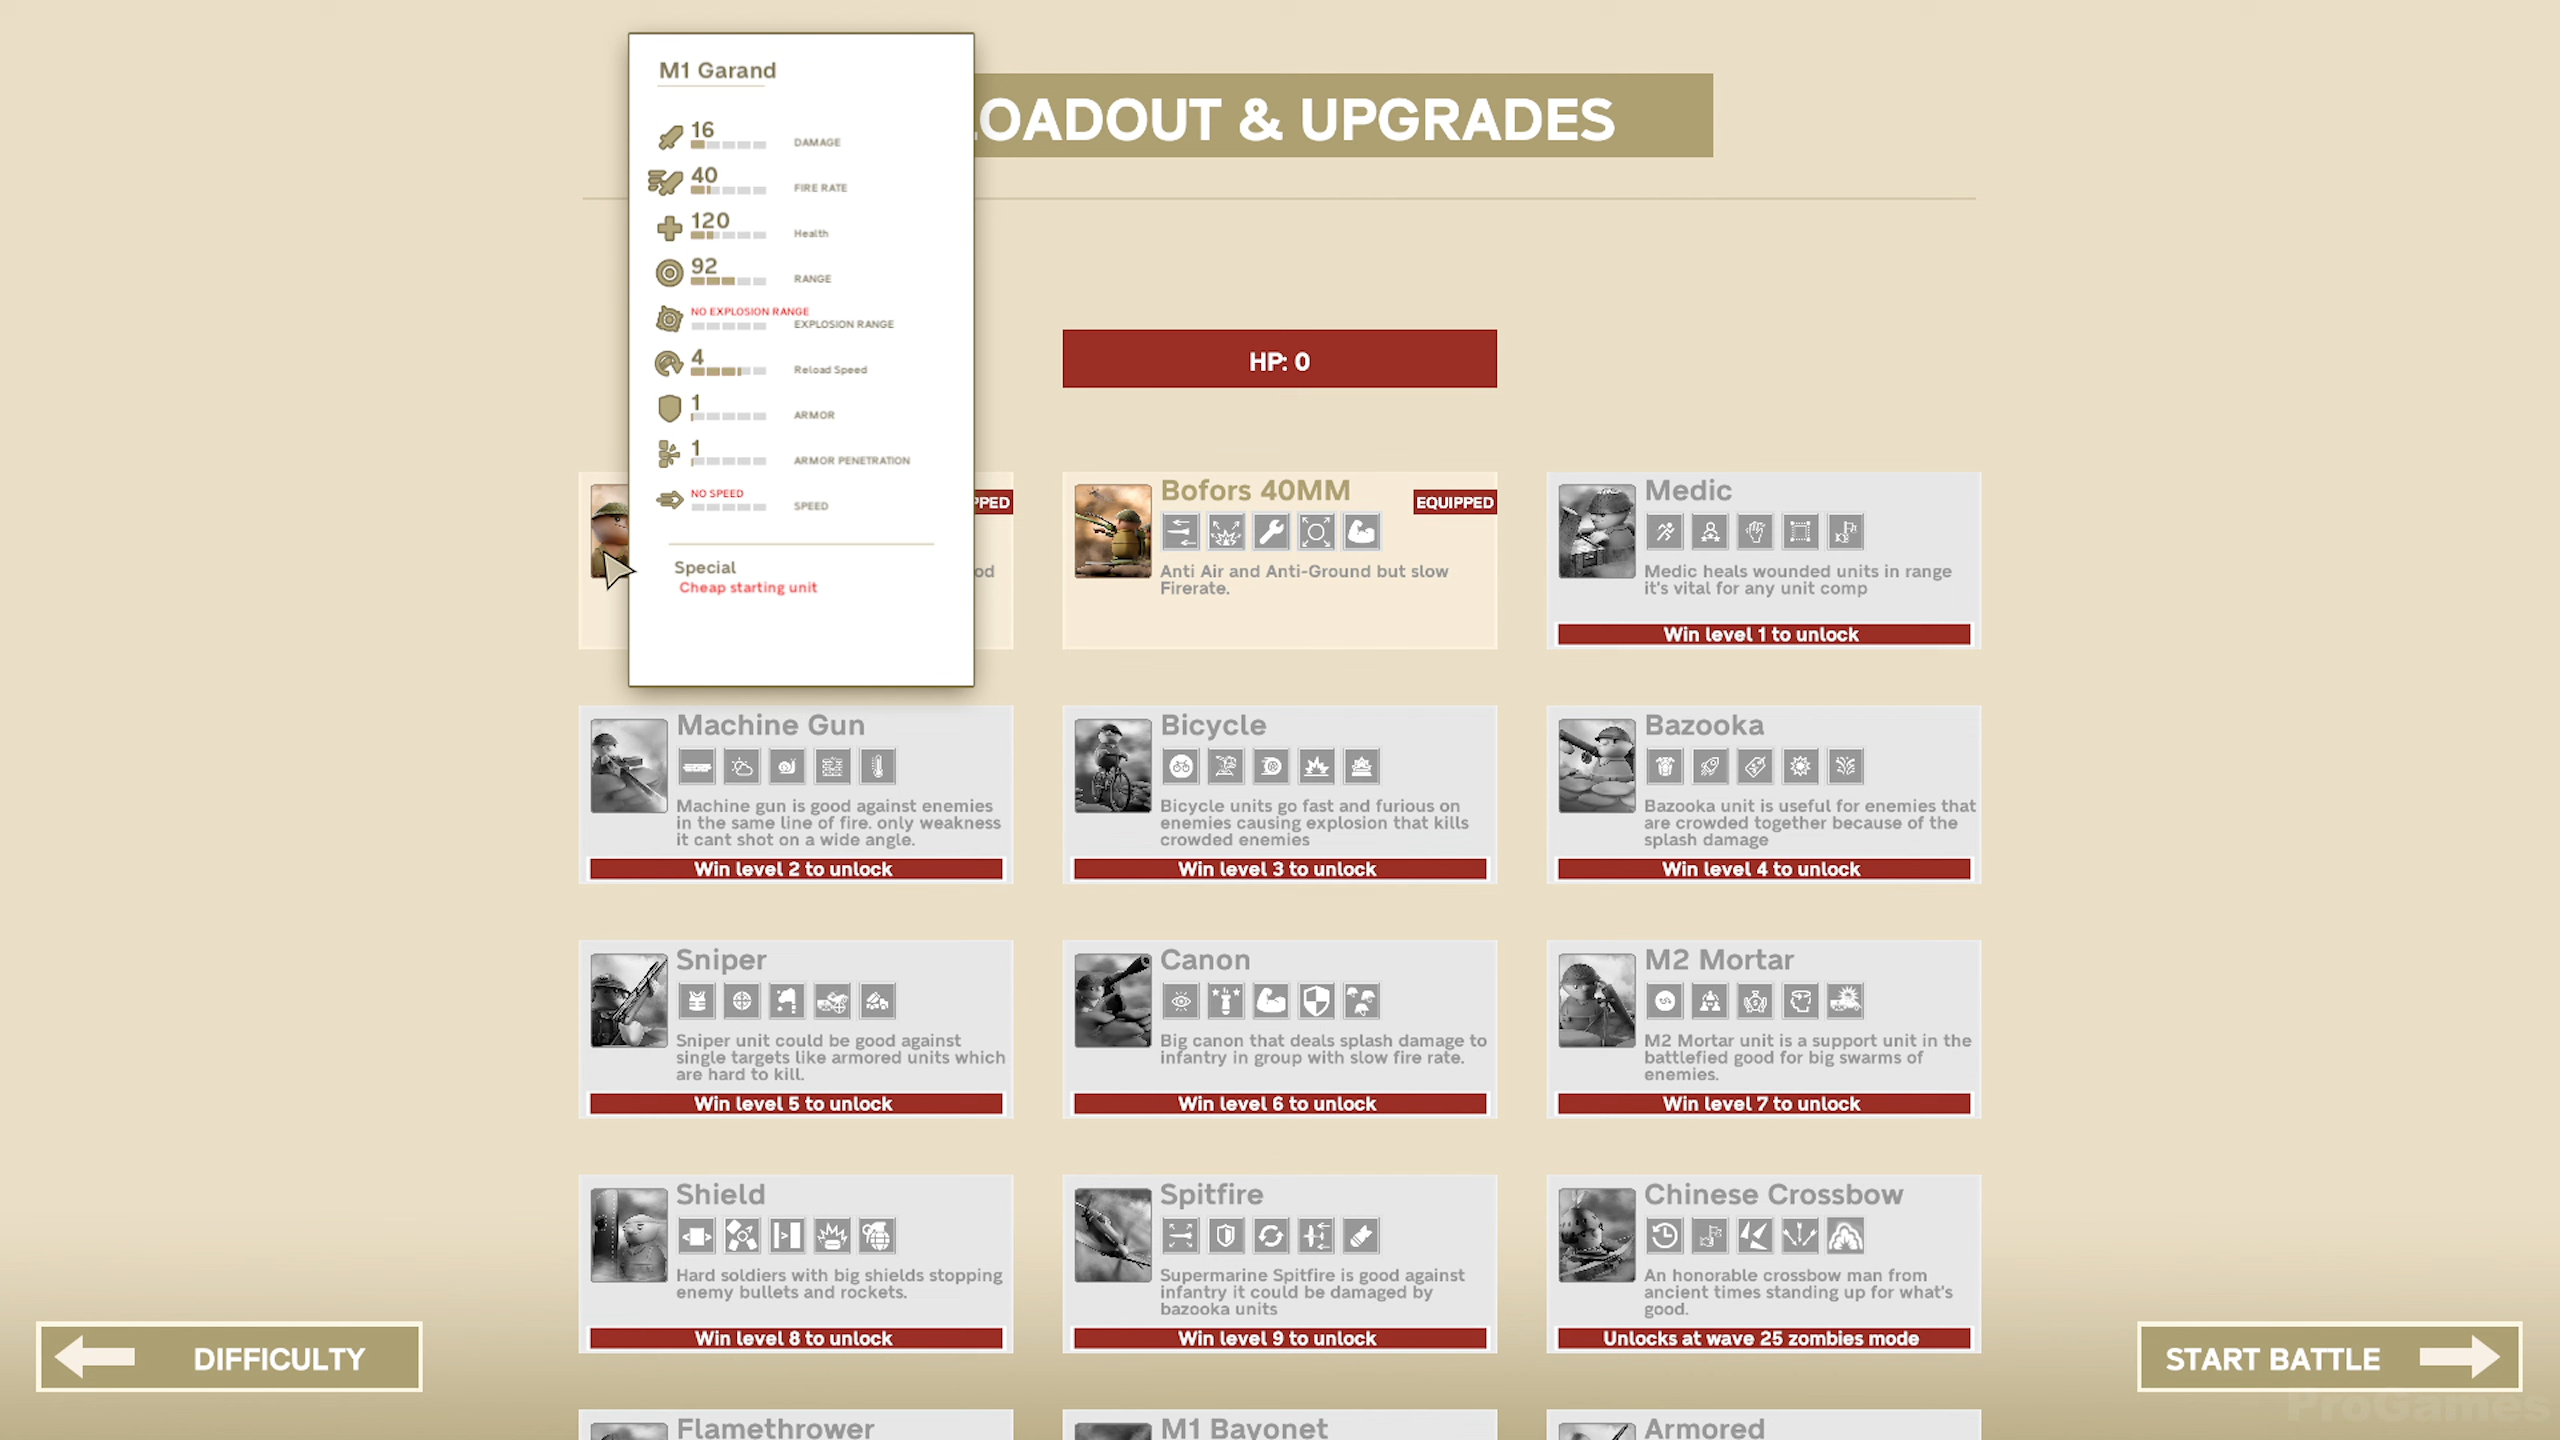 M1 Garand
16
DAMAGE
40
FIRE RATE
120
Health
92
RANGE
NO EXPLOSION RANGE
EXPLOSION RANGE
4
Reload Speed
1
ARMOR
1
ARMOR PENETRATION
NO SPEED
SPEED
Special
Cheap starting unit
LOADOUT & UPGRADES
HP: 0
PPED
od
Bofors 40MM
EQUIPPED
Anti Air and Anti-Ground but slow
Firerate.
Medic
Medic heals wounded units in range
it's vital for any unit comp
Win level 1 to unlock
Machine Gun
Machine gun is good against enemies
in the same line of fire. only weakness
it cant shot on a wide angle.
Win level 2 to unlock
Bicycle
Bicycle units go fast and furious on
enemies causing explosion that kills
crowded enemies
Win level 3 to unlock
Bazooka
Bazooka unit is useful for enemies that
are crowded together because of the
splash damage
Win level 4 to unlock
Sniper
Sniper unit could be good against
single targets like armored units which
are hard to kill.
Win level 5 to unlock
Canon
Big canon that deals splash damage to
infantry in group with slow fire rate.
Win level 6 to unlock
M2 Mortar
M2 Mortar unit is a support unit in the
battlefied good for big swarms of
enemies.
Win level 7 to unlock
Shield
Hard soldiers with big shields stopping
enemy bullets and rockets.
Win level 8 to unlock
Spitfire
Supermarine Spitfire is good against
infantry it could be damaged by
bazooka units
Win level 9 to unlock
Chinese Crossbow
An honorable crossbow man from
ancient times standing up for what's
good.
Unlocks at wave 25 zombies mode
DIFFICULTY
START BATTLE
ProGames
Flamethrower
M1 Bayonet
Armored